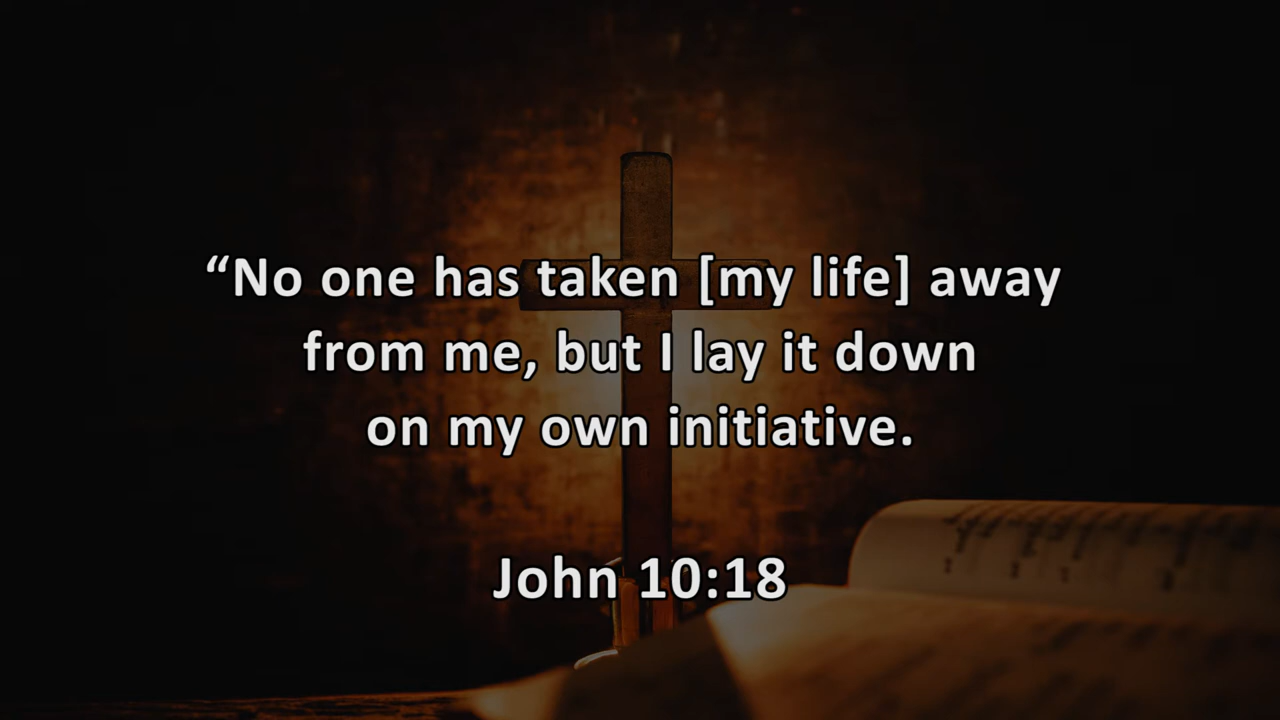 “No one has taken [my life] away
from me, but I lay it down
on my own initiative.
John 10:18